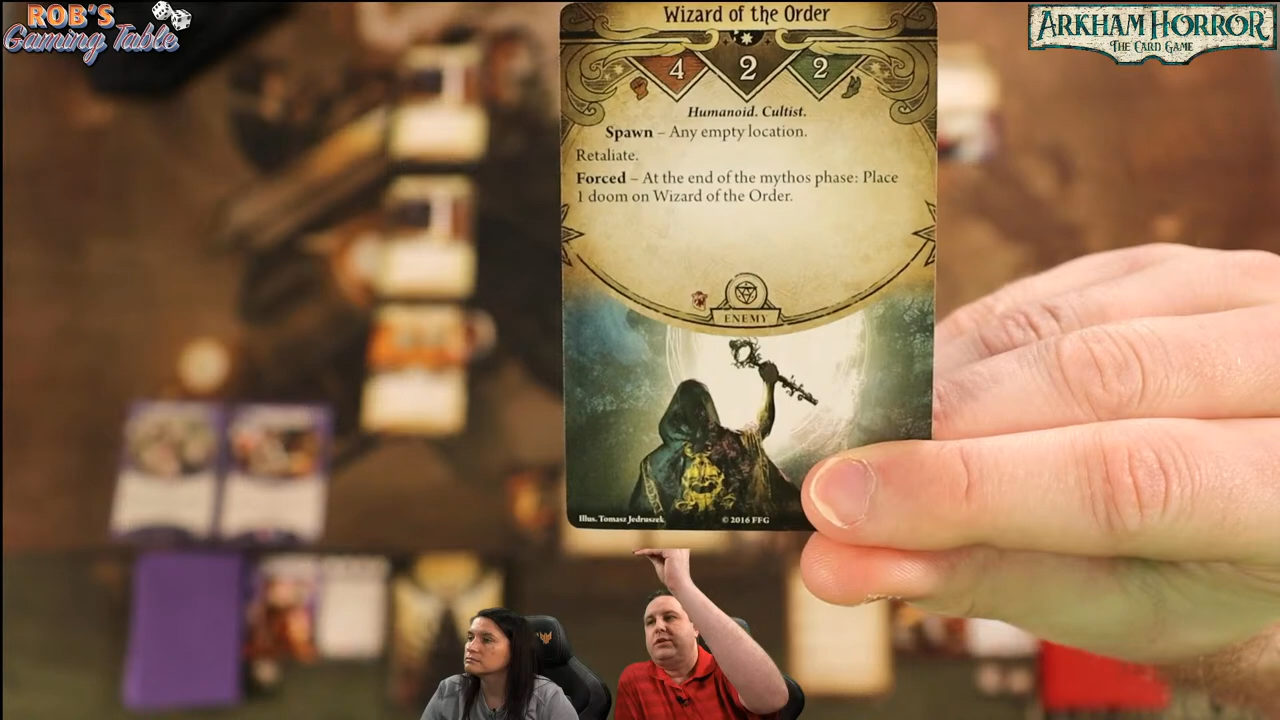 ROB'S
Gaming Table
ARKHAM HORROR
THE CARD GAME
Wizard of the Order
4 2 2
Humanoid. Cultist.
Spawn – Any empty location.
Retaliate.
Forced – At the end of the mythos phase: Place
1 doom on Wizard of the Order.
ENEMY
Illus. Tomasz Jedruszek
© 2016 FFG